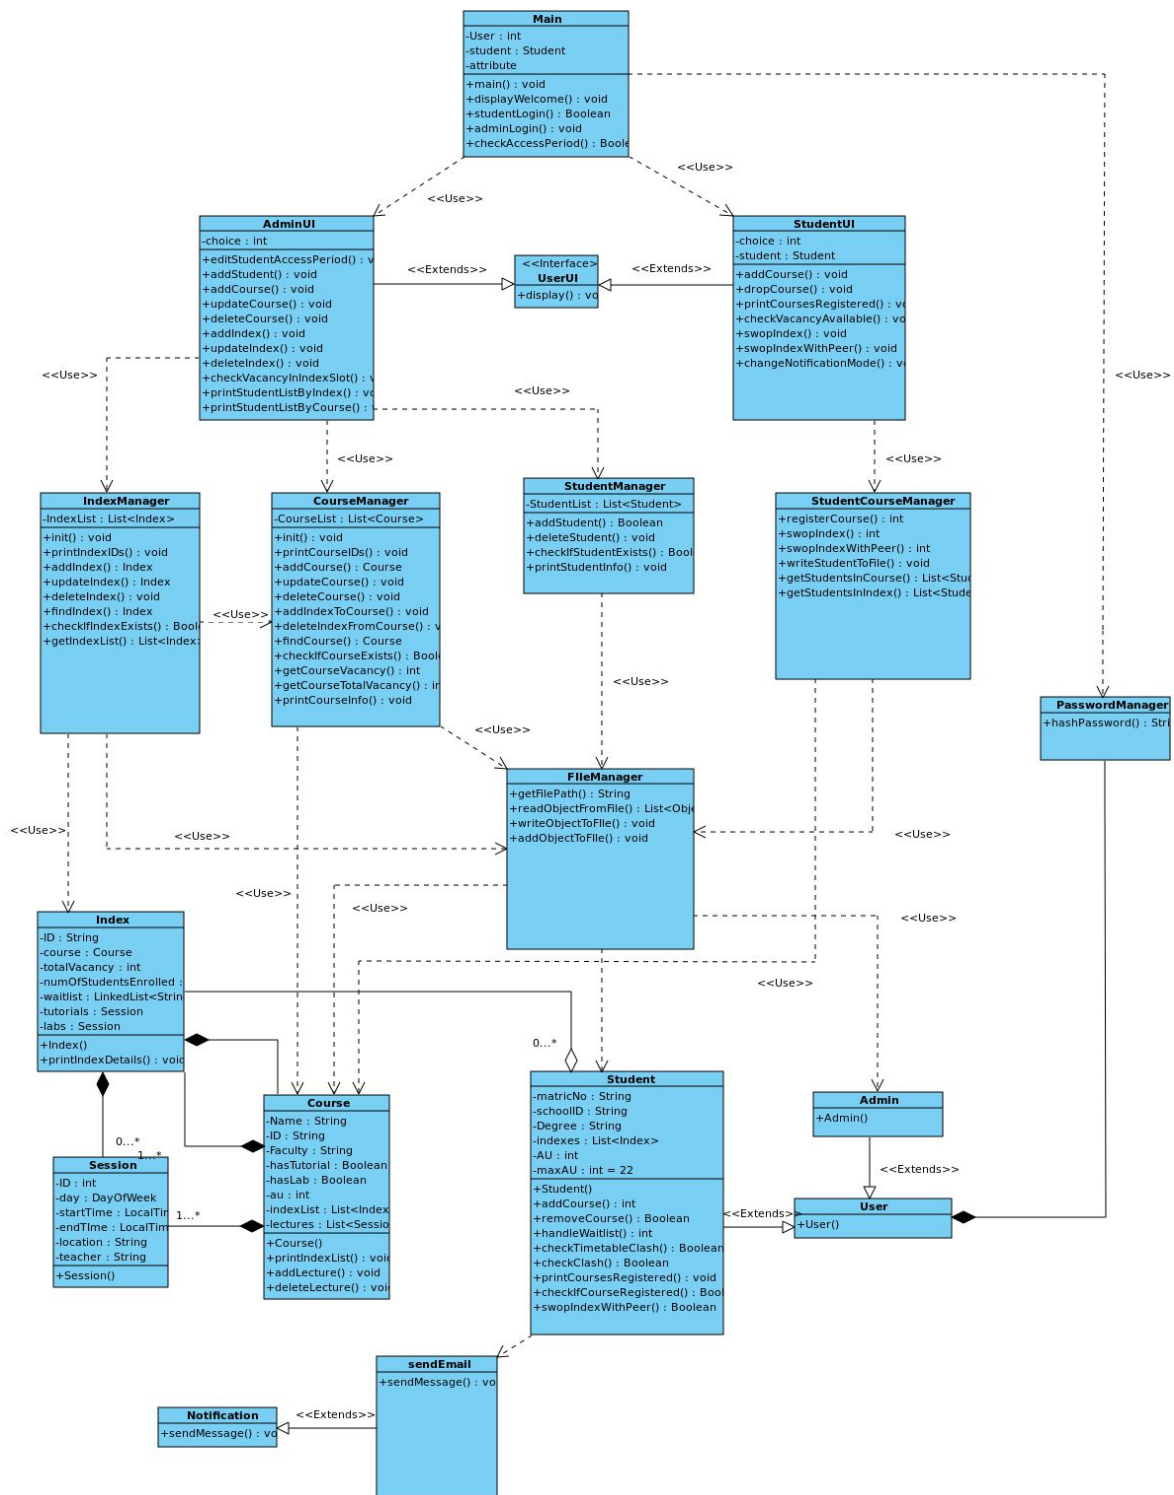 Main
-User : int
-student : Student
-attribute
+main() : void
+displayWelcome() : void
+studentLogin() : Boolean
+adminLogin() : void
+checkAccessPeriod() : Boole
<<Use>>
<<Use>>
AdminUI
-choice : int
+editStudentAccessPeriod() : v
+addStudent() : void
+addCourse() : void
+updateCourse() : void
+deleteCourse() : void
+addIndex() : void
+updateIndex() : void
+deleteIndex() : void
+checkVacancyInIndexSlot() : v
+printStudentListByIndex() : vo
+printStudentListByCourse() :
<<Extends>>
<<Interface>
UserUI
+display() : vo
<<Extends>>
StudentUI
-choice : int
-student : Student
+addCourse() : void
+dropCourse() : void
+printCoursesRegistered() : vo
+checkVacancyAvailable() : vo
+swopIndex() : void
+swopIndexWithPeer() : void
+changeNotificationMode() : vo
<<Use>>
<<Use>>
<<Use>>
<<Use>>
<<Use>>
IndexManager
-IndexList : List<Index>
+init() : void
+printIndexIDs() : void
+addIndex() : Index
+updateIndex() : Index
+deleteIndex() : void
+findIndex() : Index
+checkIfIndexExists() : Bool
+getIndexList() : List<Index>
<<Use>>
CourseManager
-CourseList : List<Course>
+init() : void
+printCourseIDs() : void
+addCourse() : Course
+updateCourse() : void
+deleteCourse() : void
+addIndexToCourse() : void
+deleteIndexFromCourse() : v
+findCourse() : Course
+checkIfCourseExists() : Boole
+getCourseVacancy() : int
+getCourseTotalVacancy() : in
+printCourseInfo() : void
StudentManager
-StudentList : List<Student>
+addStudent() : Boolean
+deleteStudent() : void
+checkIfStudentExists() : Bool
+printStudentInfo() : void
StudentCourseManager
+registerCourse() : int
+swopIndex() : int
+swopIndexWithPeer() : int
+writeStudentToFile() : void
+getStudentsInCourse() : List<Stud
+getStudentsInIndex() : List<Stude
PasswordManager
+hashPassword() : Stri
<<Use>>
<<Use>>
FIleManager
+getFilePath() : String
+readObjectFromFile() : List<Obje
+writeObjectToFIle() : void
+addObjectToFIle() : void
<<Use>>
<<Use>>
<<Use>>
<<Use>>
<<Use>>
<<Use>>
<<Use>>
Index
-ID : String
-course : Course
-totalVacancy : int
-numOfStudentsEnrolled :
-waitlist : LinkedList<Strin
-tutorials : Session
-labs : Session
+Index()
+printIndexDetails() : void
0...*
0...*
1...*
1...*
Session
-ID : int
-day : DayOfWeek
-startTime : LocalTim
-endTIme : LocalTim
-location : String
-teacher : String
+Session()
Course
-Name : String
-ID : String
-Faculty : String
-hasTutorial : Boolean
-hasLab : Boolean
-au : int
-indexList : List<Index
-lectures : List<Sessio
+Course()
+printIndexList() : void
+addLecture() : void
+deleteLecture() : void
Student
-matricNo : String
-schoolID : String
-Degree : String
-indexes : List<Index>
-AU : int
-maxAU : int = 22
+Student()
+addCourse() : int
+removeCourse() : Boolean
+handleWaitlist() : int
+checkTimetableClash() : Boolean
+checkClash() : Boolean
+printCoursesRegistered() : void
+checkIfCourseRegistered() : Bool
+swopIndexWithPeer() : Boolean
Admin
+Admin()
<<Extends>>
<<Extends>>
User
+User()
sendEmail
+sendMessage() : vo
<<Extends>>
Notification
+sendMessage() : vo